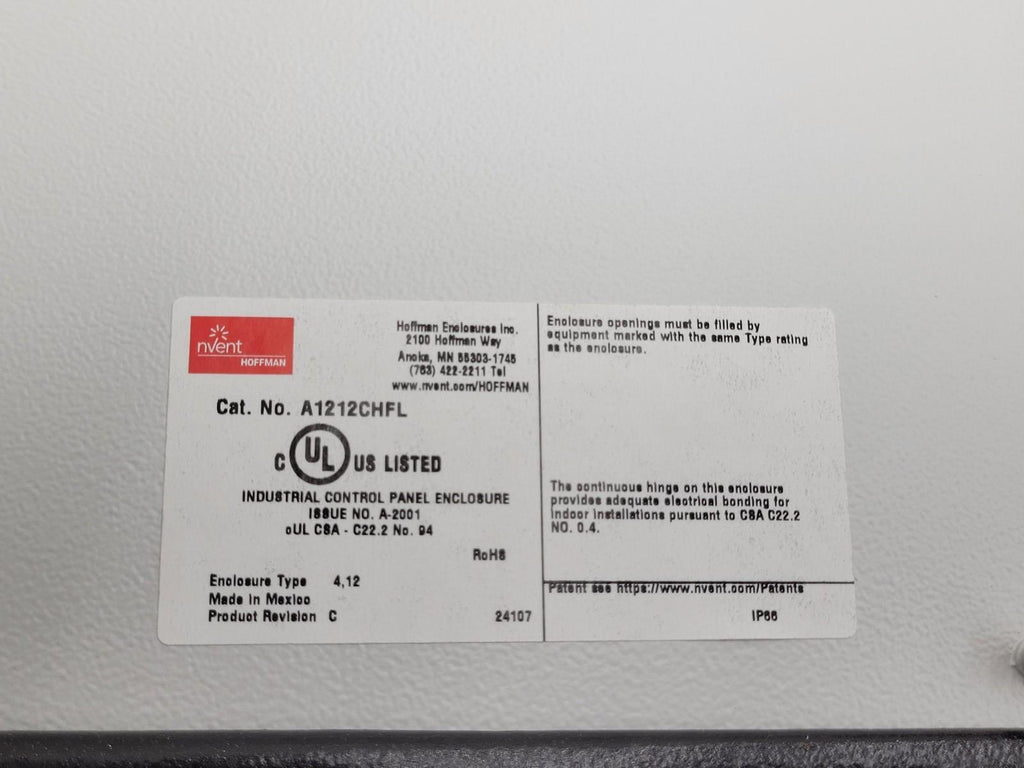 nVent
HOFFMAN
Hoffman Enclosures Inc.
2100 Hoffman Way
Anoka, MN 55303-1745
(763) 422-2211 Tel
www.nvent.com/HOFFMAN
Cat. No. A1212CHFL
C UL US LISTED
INDUSTRIAL CONTROL PANEL ENCLOSURE
ISSUE NO. A-2001
cUL CSA - C22.2 No. 94
RoHS
Enclosure Type 4,12
Made in Mexico
Product Revision C
24107
Enclosure openings must be filled by
equipment marked with the same Type rating
as the enclosure.
The continuous hinge on this enclosure
provides adequate electrical bonding for
indoor installations pursuant to CSA C22.2
NO. 0.4.
Patent see https://www.nvent.com/Patents
IP66